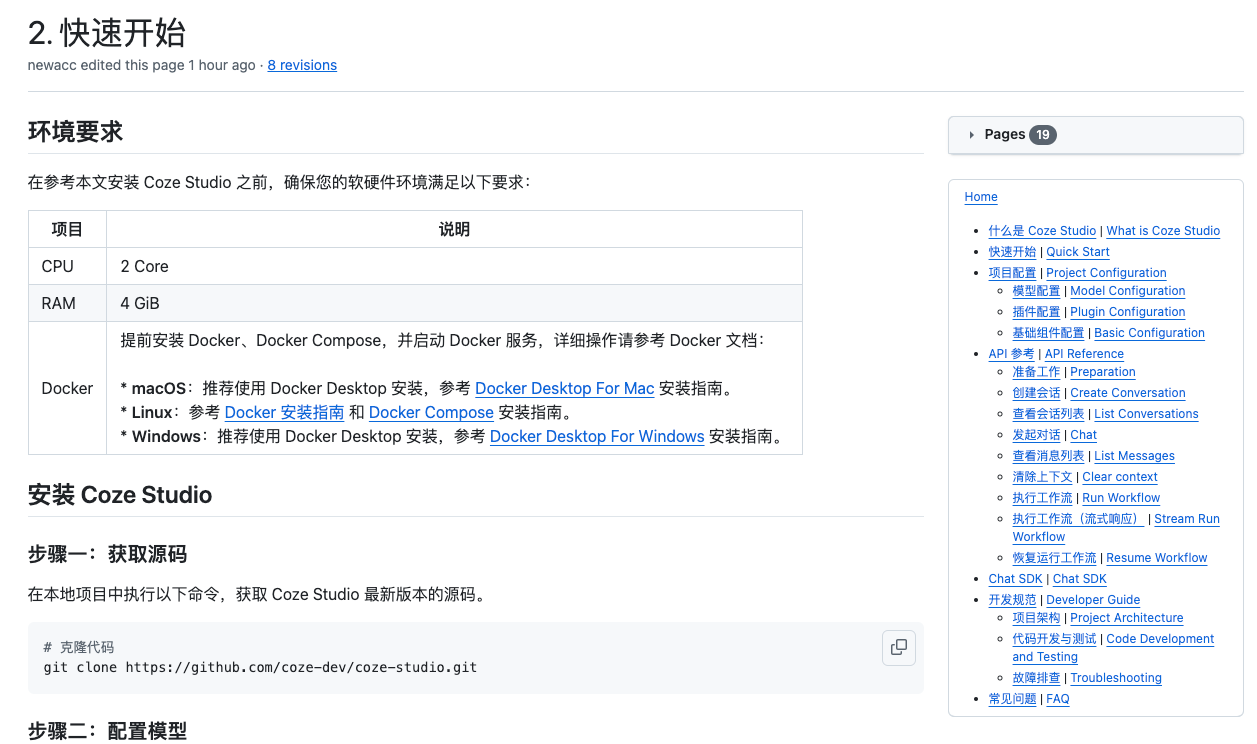 2. 快速开始
newacc edited this page 1 hour ago · 8 revisions
环境要求
在参考本文安装 Coze Studio 之前，确保您的软硬件环境满足以下要求：
项目 说明
CPU 2 Core
RAM 4 GiB
Docker
提前安装 Docker、Docker Compose，并启动 Docker 服务，详细操作请参考 Docker 文档：
* macOS：推荐使用 Docker Desktop 安装，参考 Docker Desktop For Mac 安装指南。
* Linux：参考 Docker 安装指南 和 Docker Compose 安装指南。
* Windows：推荐使用 Docker Desktop 安装，参考 Docker Desktop For Windows 安装指南。
安装 Coze Studio
步骤一：获取源码
在本地项目中执行以下命令，获取 Coze Studio 最新版本的源码。
# 克隆代码
git clone https://github.com/coze-dev/coze-studio.git
步骤二：配置模型
Pages 19
Home
什么是 Coze Studio | What is Coze Studio
快速开始 | Quick Start
项目配置 | Project Configuration
模型配置 | Model Configuration
插件配置 | Plugin Configuration
基础组件配置 | Basic Configuration
API 参考 | API Reference
准备工作 | Preparation
创建会话 | Create Conversation
查看会话列表 | List Conversations
发起对话 | Chat
查看消息列表 | List Messages
清除上下文 | Clear context
执行工作流 | Run Workflow
执行工作流（流式响应） | Stream Run
Workflow
恢复运行工作流 | Resume Workflow
Chat SDK | Chat SDK
开发规范 | Developer Guide
项目架构 | Project Architecture
代码开发与测试 | Code Development
and Testing
故障排查 | Troubleshooting
常见问题 | FAQ